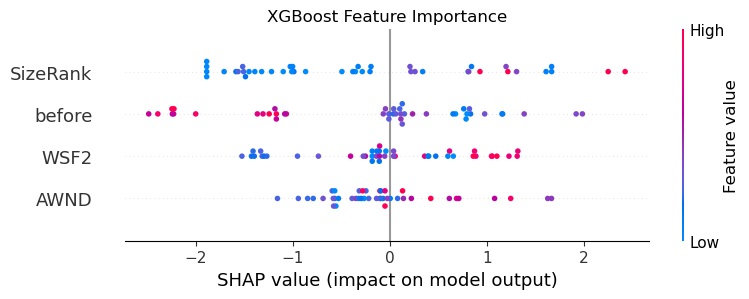 XGBoost Feature Importance
High
SizeRank
before
WSF2
AWND
Feature value
Low
−2
−1
0
1
2
SHAP value (impact on model output)